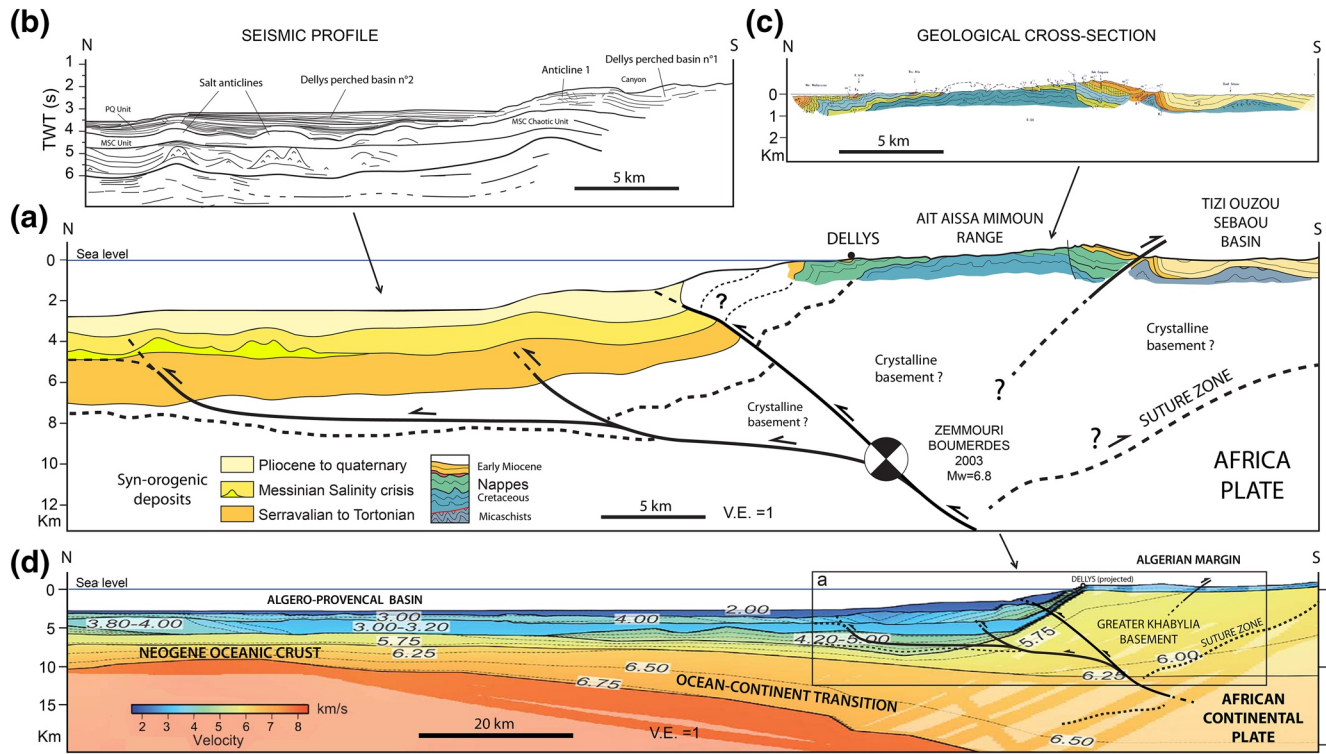 (b)
N
SEISMIC PROFILE
S
TWT (s)
1
2
3
4
5
6
Salt anticlines
Dellys perched basin n°2
Anticline 1
Dellys perched basin n°1
Canyon
PQ Unit
MSC Unit
MSC Chaotic Unit
5 km
(c)
N
GEOLOGICAL CROSS-SECTION
S
0
1
2
Km
5 km
(a)
N
S
Sea level
0
2
4
6
8
10
12
Km
DELLYS
AIT AISSA MIMOUN
RANGE
TIZI OUZOU
SEBAOU
BASIN
?
Crystalline
basement ?
Crystalline
basement ?
Crystalline
basement ?
?
?
SUTURE ZONE
ZEMMOURI
BOUMERDES
2003
Mw=6.8
AFRICA
PLATE
Syn-orogenic
deposits
Pliocene to quaternary
Messinian Salinity crisis
Serravalian to Tortonian
Early Miocene
Nappes
Cretaceous
Micaschists
5 km
V.E. =1
(d)
N
S
Sea level
0
5
10
15
Km
ALGERIAN MARGIN
a
DELLYS (projected)
ALGERO-PROVENCAL BASIN
2.00
3.00
4.00
3.80-4.00
3.00-3.20
4.20-5.00
5.75
5.75
6.25
NEOGENE OCEANIC CRUST
6.50
6.75
OCEAN-CONTINENT TRANSITION
GREATER KHABYLIA
BASEMENT
SUTURE ZONE
6.00
6.25
6.50
AFRICAN
CONTINENTAL
PLATE
2 3 4 5 6 7 8
km/s
Velocity
20 km
V.E. =1